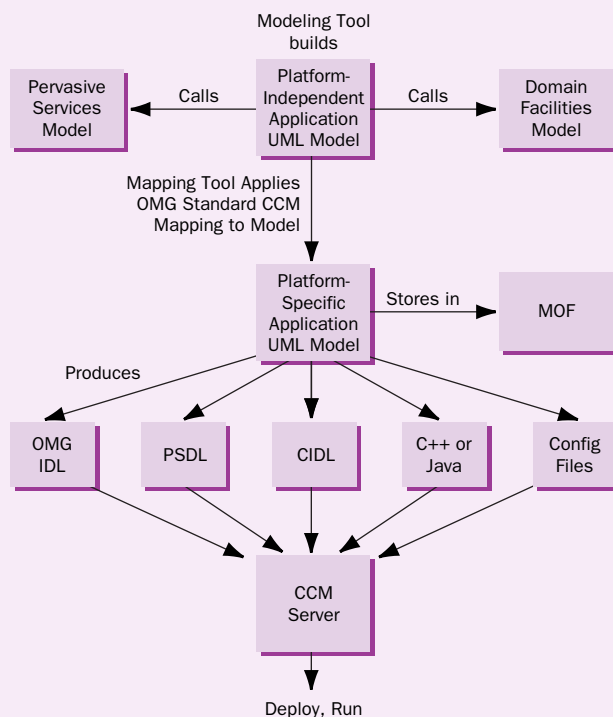 Modeling Tool
builds
Pervasive
Services
Model
Calls
Platform-
Independent
Application
UML Model
Calls
Domain
Facilities
Model
Mapping Tool Applies
OMG Standard CCM
Mapping to Model
Platform-
Specific
Application
UML Model
Stores in
MOF
Produces
OMG
IDL
PSDL
CIDL
C++ or
Java
Config
Files
CCM
Server
Deploy, Run